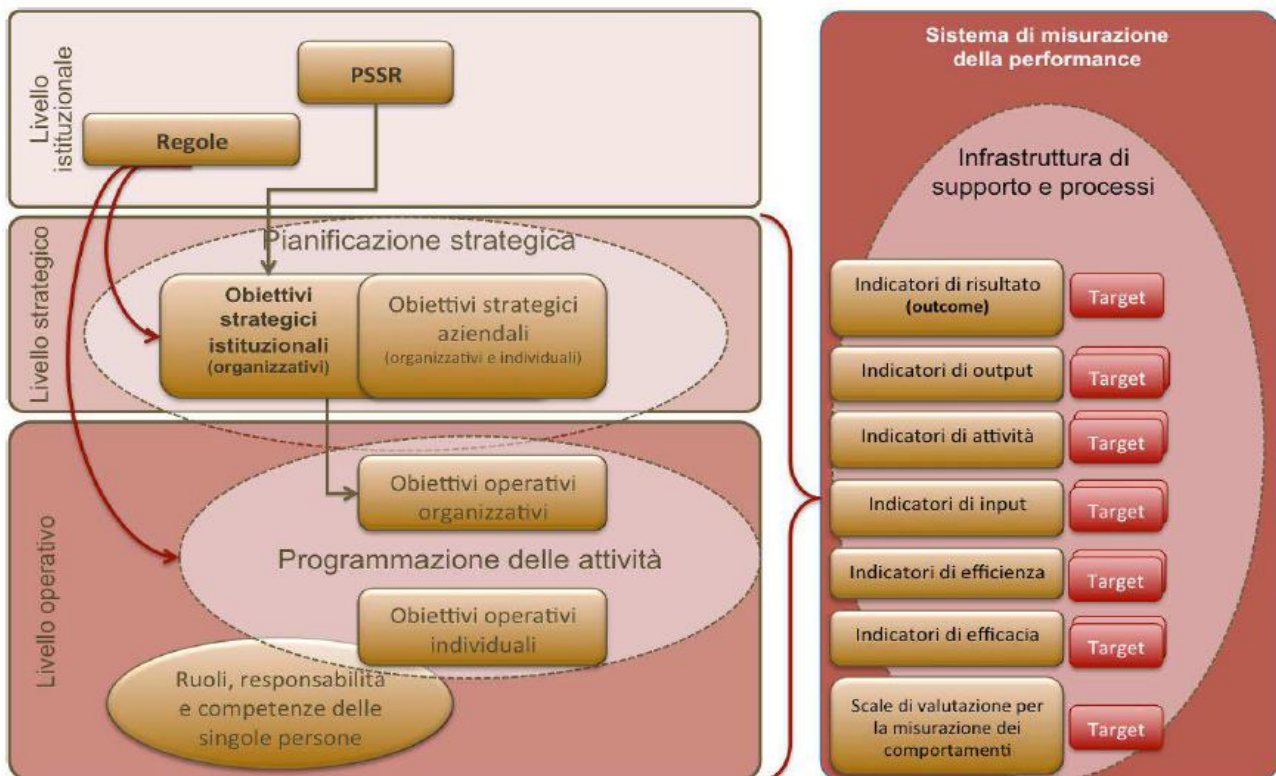 Livello
istituzionale
PSSR
Regole
Livello strategico
Pianificazione strategica
Obiettivi
strategici
istituzionali
(organizzativi)
Obiettivi strategici
aziendali
(organizzativi e individuali)
Livello operativo
Obiettivi operativi
organizzativi
Programmazione delle attività
Obiettivi operativi
individuali
Ruoli, responsabilità
e competenze delle
singole persone
Sistema di misurazione
della performance
Infrastruttura di
supporto e processi
Indicatori di risultato
(outcome)
Target
Indicatori di output
Target
Indicatori di attività
Target
Indicatori di input
Target
Indicatori di efficienza
Target
Indicatori di efficacia
Target
Scale di valutazione per
la misurazione dei
comportamenti
Target